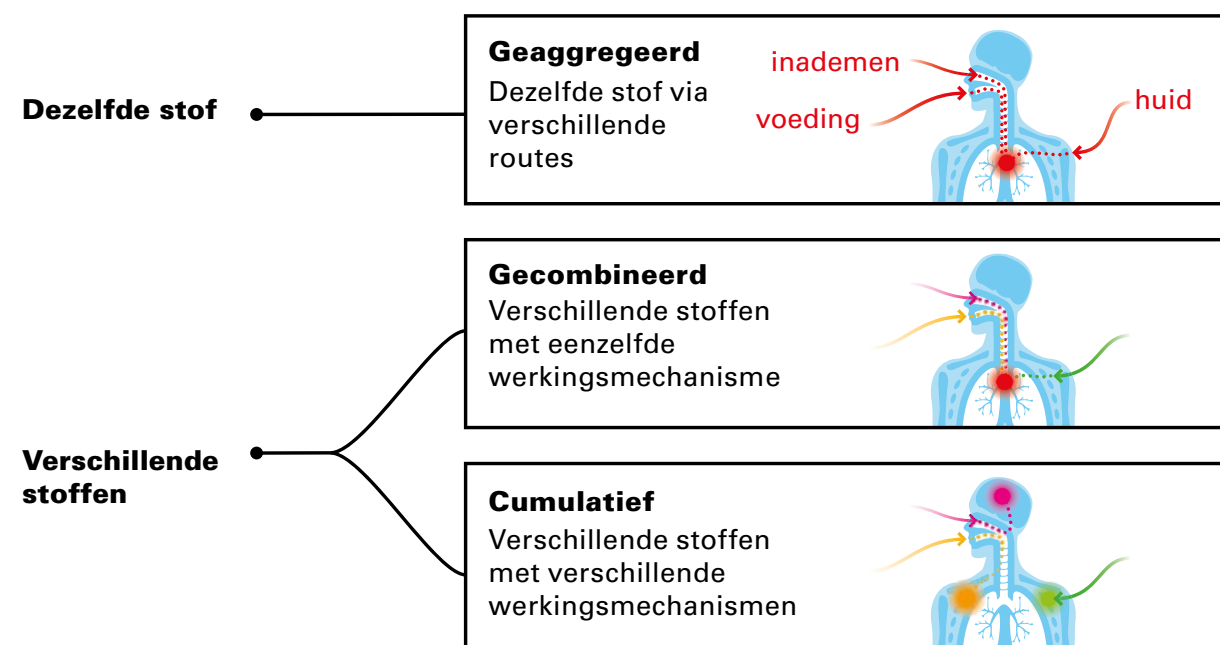 Dezelfde stof
Geaggregeerd
Dezelfde stof via
verschillende
routes
inademen
voeding
huid
Verschillende
stoffen
Gecombineerd
Verschillende stoffen
met eenzelfde
werkingsmechanisme
Cumulatief
Verschillende stoffen
met verschillende
werkingsmechanismen